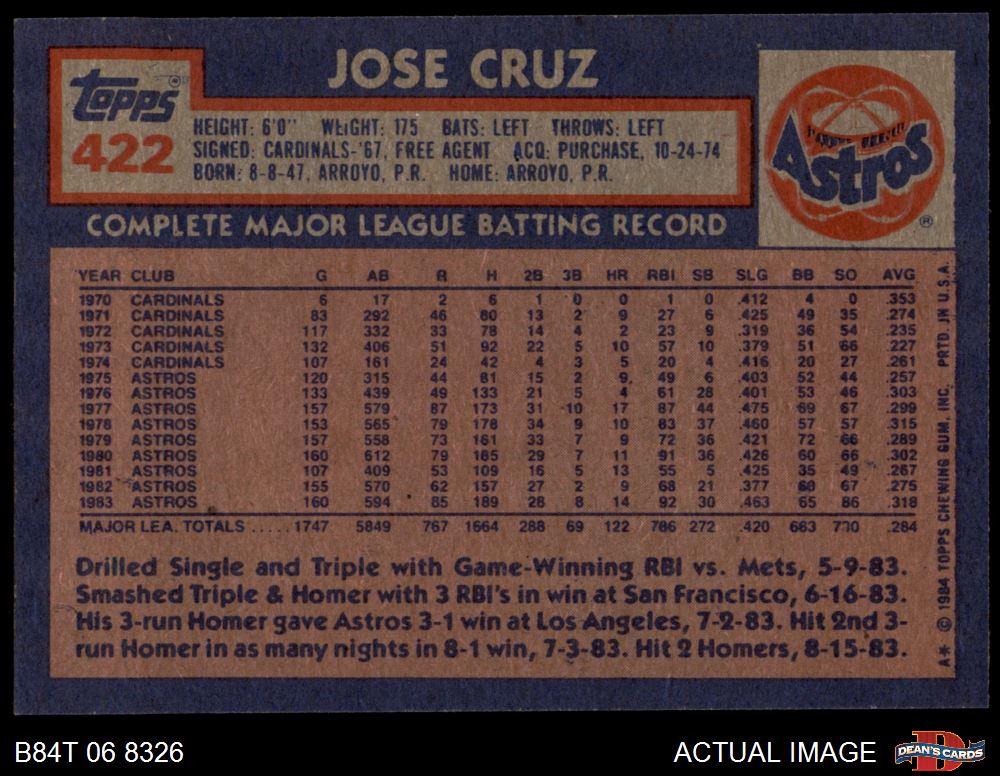 JOSE CRUZ
Topps ®
422
HEIGHT: 6'0" WEIGHT: 175 BATS: LEFT THROWS: LEFT
SIGNED: CARDINALS-'67, FREE AGENT ACQ: PURCHASE, 10-24-74
BORN: 8-8-47, ARROYO, P.R. HOME: ARROYO, P.R.
Astros
®
COMPLETE MAJOR LEAGUE BATTING RECORD
YEAR CLUB G AB R H 2B 3B HR RBI SB SLG BB SO AVG
1970 CARDINALS 6 17 2 6 1 0 0 1 0 .412 4 0 .353
1971 CARDINALS 83 292 46 80 13 2 9 27 6 .425 49 35 .274
1972 CARDINALS 117 332 33 78 14 4 2 23 9 .319 36 54 .235
1973 CARDINALS 132 406 51 92 22 5 10 57 10 .379 51 66 .227
1974 CARDINALS 107 161 24 42 4 3 5 20 4 .416 20 27 .261
1975 ASTROS 120 315 44 81 15 2 9 49 6 .403 52 44 .257
1976 ASTROS 133 439 49 133 21 5 4 61 28 .401 53 46 .303
1977 ASTROS 157 579 87 173 31 10 17 87 44 .475 69 67 .299
1978 ASTROS 153 565 79 178 34 9 10 83 37 .460 57 57 .315
1979 ASTROS 157 558 73 161 33 7 9 72 36 .421 72 66 .289
1980 ASTROS 160 612 79 185 29 7 11 91 36 .426 60 66 .302
1981 ASTROS 107 409 53 109 16 5 13 55 5 .425 35 49 .267
1982 ASTROS 155 570 62 157 27 2 9 68 21 .377 60 67 .275
1983 ASTROS 160 594 85 189 28 8 14 92 30 .463 65 86 .318
MAJOR LEA. TOTALS ..... 1747 5849 767 1664 288 69 122 786 272 .420 683 730 .284
Drilled Single and Triple with Game-Winning RBI vs. Mets, 5-9-83.
Smashed Triple & Homer with 3 RBI's in win at San Francisco, 6-16-83.
His 3-run Homer gave Astros 3-1 win at Los Angeles, 7-2-83. Hit 2nd 3-
run Homer in as many nights in 8-1 win, 7-3-83. Hit 2 Homers, 8-15-83.
A* © 1984 TOPPS CHEWING GUM, INC. PRTD. IN U.S.A.
B84T 06 8326
ACTUAL IMAGE
DEAN'S CARDS